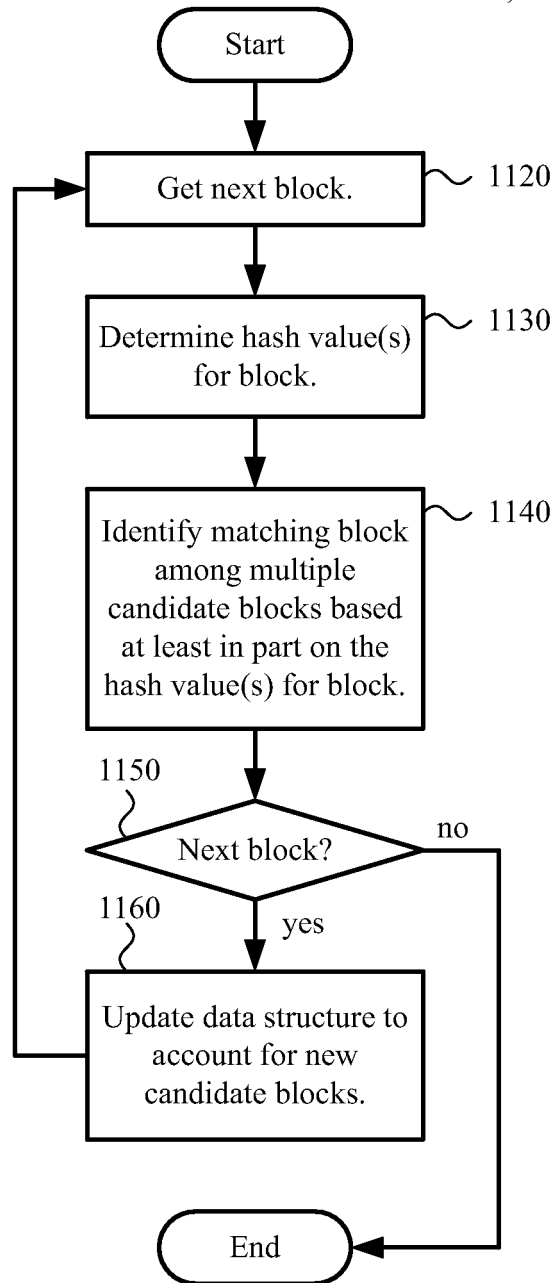 Start
Get next block.
1120
Determine hash value(s)
for block.
1130
Identify matching block
among multiple
candidate blocks based
at least in part on the
hash value(s) for block.
1140
1150
Next block?
no
yes
1160
Update data structure to
account for new
candidate blocks.
End